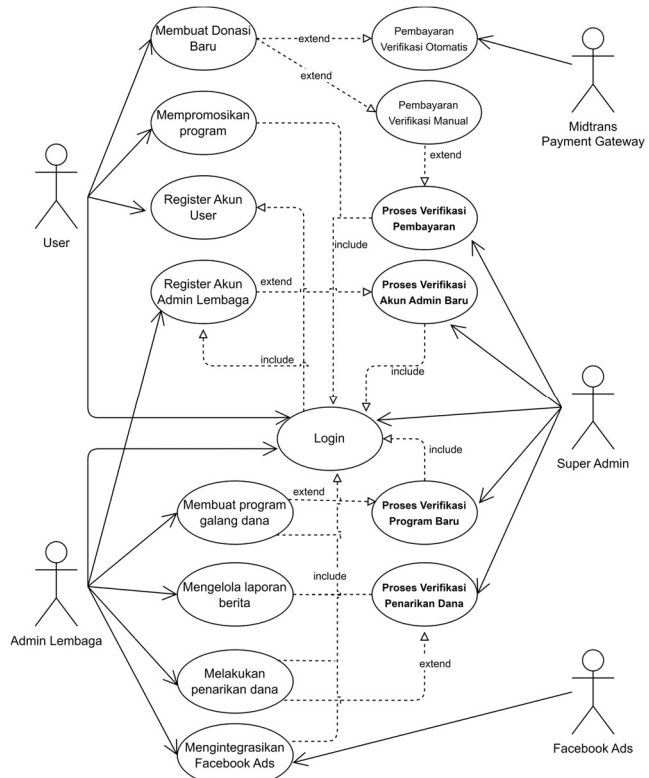 Membuat Donasi
Baru
extend
Pembayaran
Verifikasi Otomatis
extend
Mempromosikan
program
Pembayaran
Verifikasi Manual
Midtrans
Payment Gateway
extend
User
Register Akun
User
Proses Verifikasi
Pembayaran
include
Register Akun
Admin Lembaga
extend
Proses Verifikasi
Akun Admin Baru
include
include
Login
Super Admin
include
Membuat program
galang dana
extend
Proses Verifikasi
Program Baru
Admin Lembaga
Mengelola laporan
berita
include
Proses Verifikasi
Penarikan Dana
Melakukan
penarikan dana
extend
Mengintegrasikan
Facebook Ads
Facebook Ads